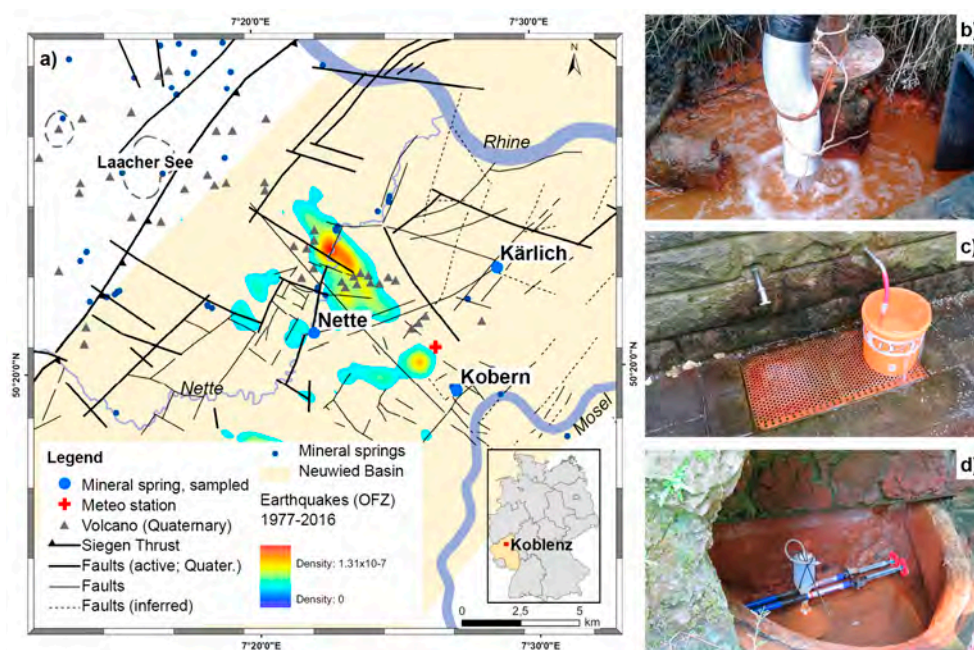 7°20'0"E
7°30'0"E
a)
N
Rhine
Laacher See
Kärlich
Nette
50°20'0"N
50°20'0"N
Nette
Kobern
Mosel
Legend
Mineral spring, sampled
Meteo station
Volcano (Quaternary)
Siegen Thrust
Faults (active; Quater.)
Faults
Faults (inferred)
Mineral springs
Neuwied Basin
Earthquakes (OFZ)
1977-2016
Density: 1.31x10-7
Density: 0
Koblenz
0
2.5
5
km
7°20'0"E
7°30'0"E
b)
c)
d)